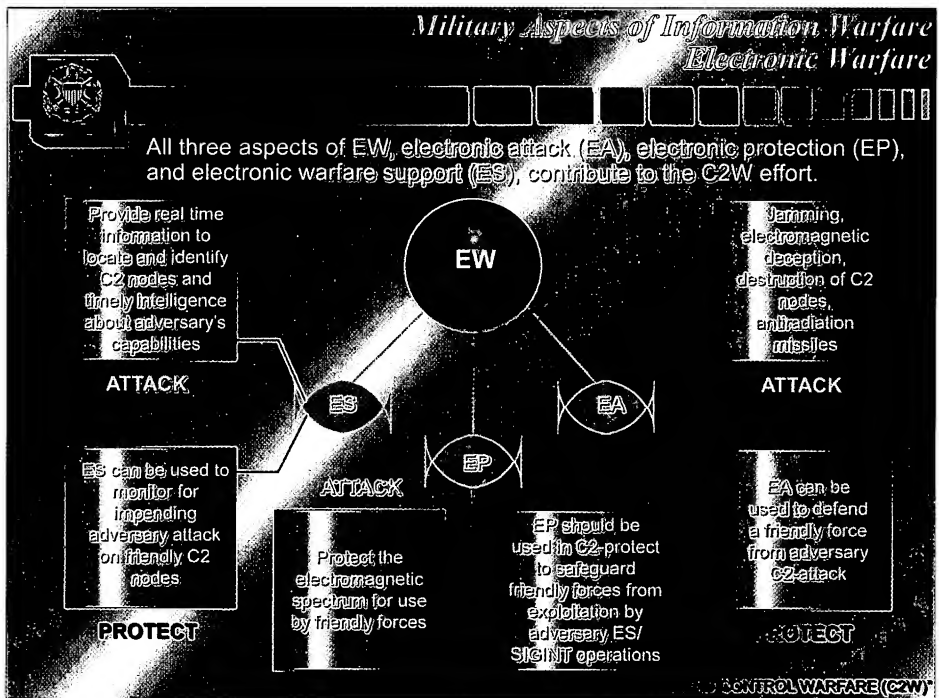 Military Aspects of Information Warfare
Electronic Warfare
All three aspects of EW, electronic attack (EA), electronic protection (EP),
and electronic warfare support (ES), contribute to the C2W effort.
Provide real time
information to
locate and identify
C2 nodes and
timely intelligence
about adversary's
capabilities
ATTACK
EW
Jamming,
electromagnetic
deception,
destruction of C2
nodes,
antiradiation
missiles
ATTACK
ES
EP
EA
ES can be used to
monitor for
impending
adversary attack
on friendly C2
nodes
PROTECT
ATTACK
Protect the
electromagnetic
spectrum for use
by friendly forces
EP should be
used in C2-protect
to safeguard
friendly forces from
exploitation by
adversary ES/
SIGINT operations
EA can be
used to defend
a friendly force
from adversary
C2-attack
PROTECT
CONTROL WARFARE (C2W)"